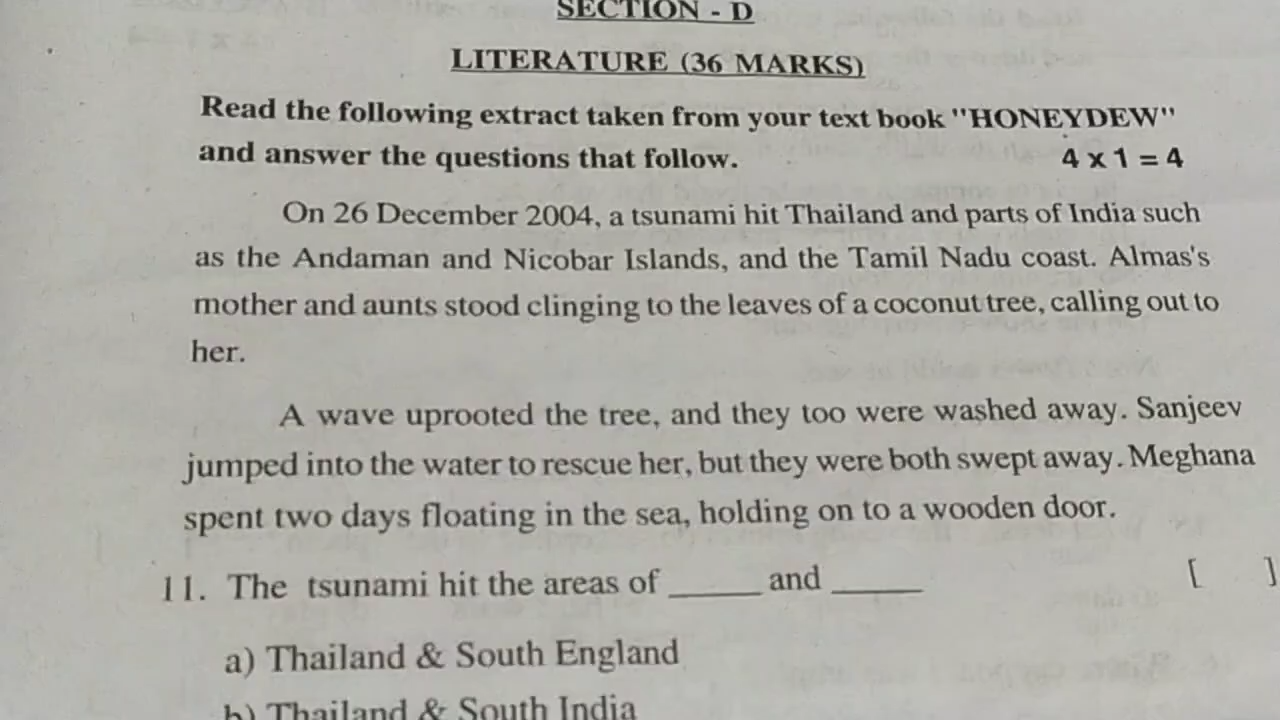 SECTION - D
LITERATURE (36 MARKS)
Read the following extract taken from your text book "HONEYDEW"
and answer the questions that follow. 4 x 1 = 4
On 26 December 2004, a tsunami hit Thailand and parts of India such
as the Andaman and Nicobar Islands, and the Tamil Nadu coast. Almas's
mother and aunts stood clinging to the leaves of a coconut tree, calling out to
her.
A wave uprooted the tree, and they too were washed away. Sanjeev
jumped into the water to rescue her, but they were both swept away. Meghana
spent two days floating in the sea, holding on to a wooden door.
11. The tsunami hit the areas of _____ and _____ [ ]
a) Thailand & South England
b) Thailand & South India